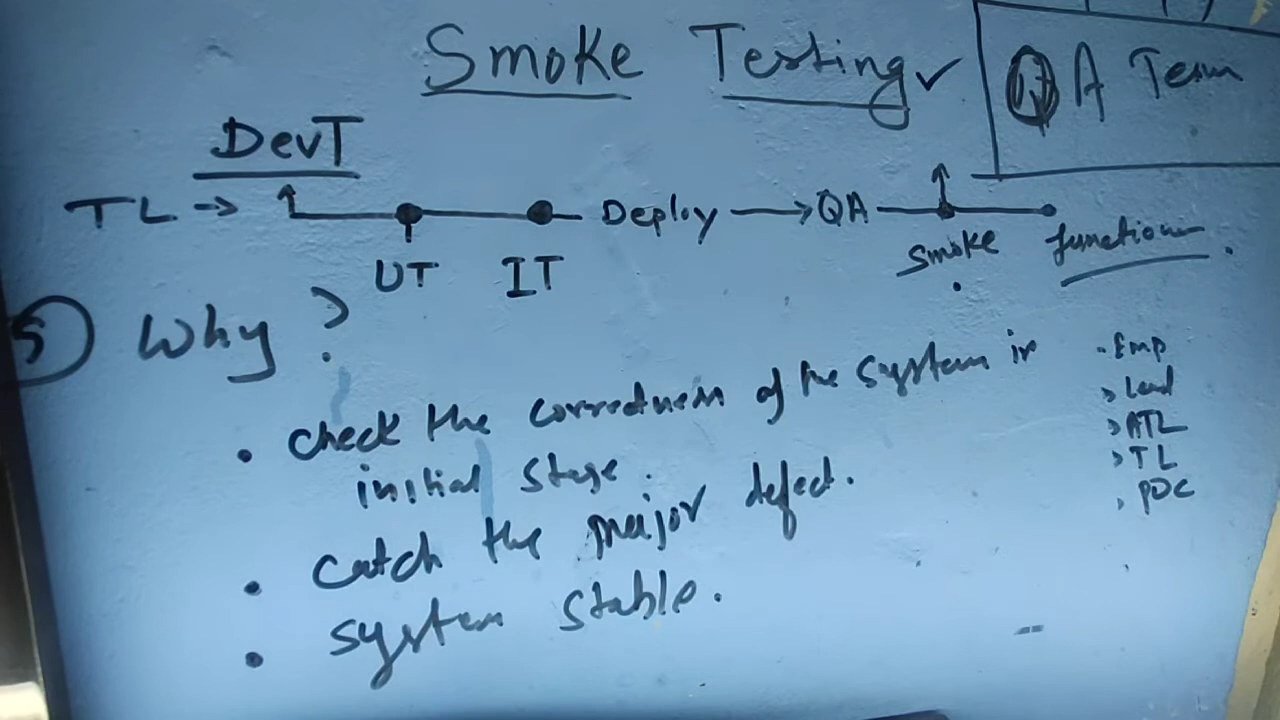 Smoke Testing ✓
QA Team
DevT
TL → Deploy → QA
UT IT Smoke function
5 Why ?
• check the correctness of the system in
initial stage.
• catch the major defect.
• system stable.
• Emp
> Lead
> ATL
> TL
> POC